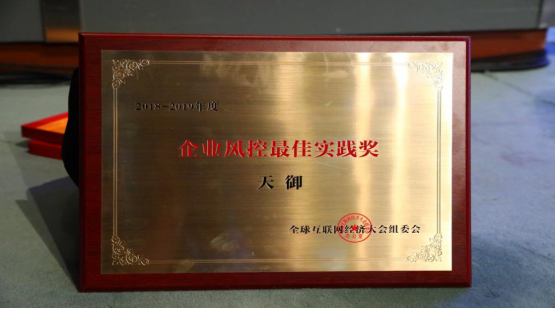 2018-2019年度
企业风控最佳实践奖
天御
全球互联网经济大会组委会